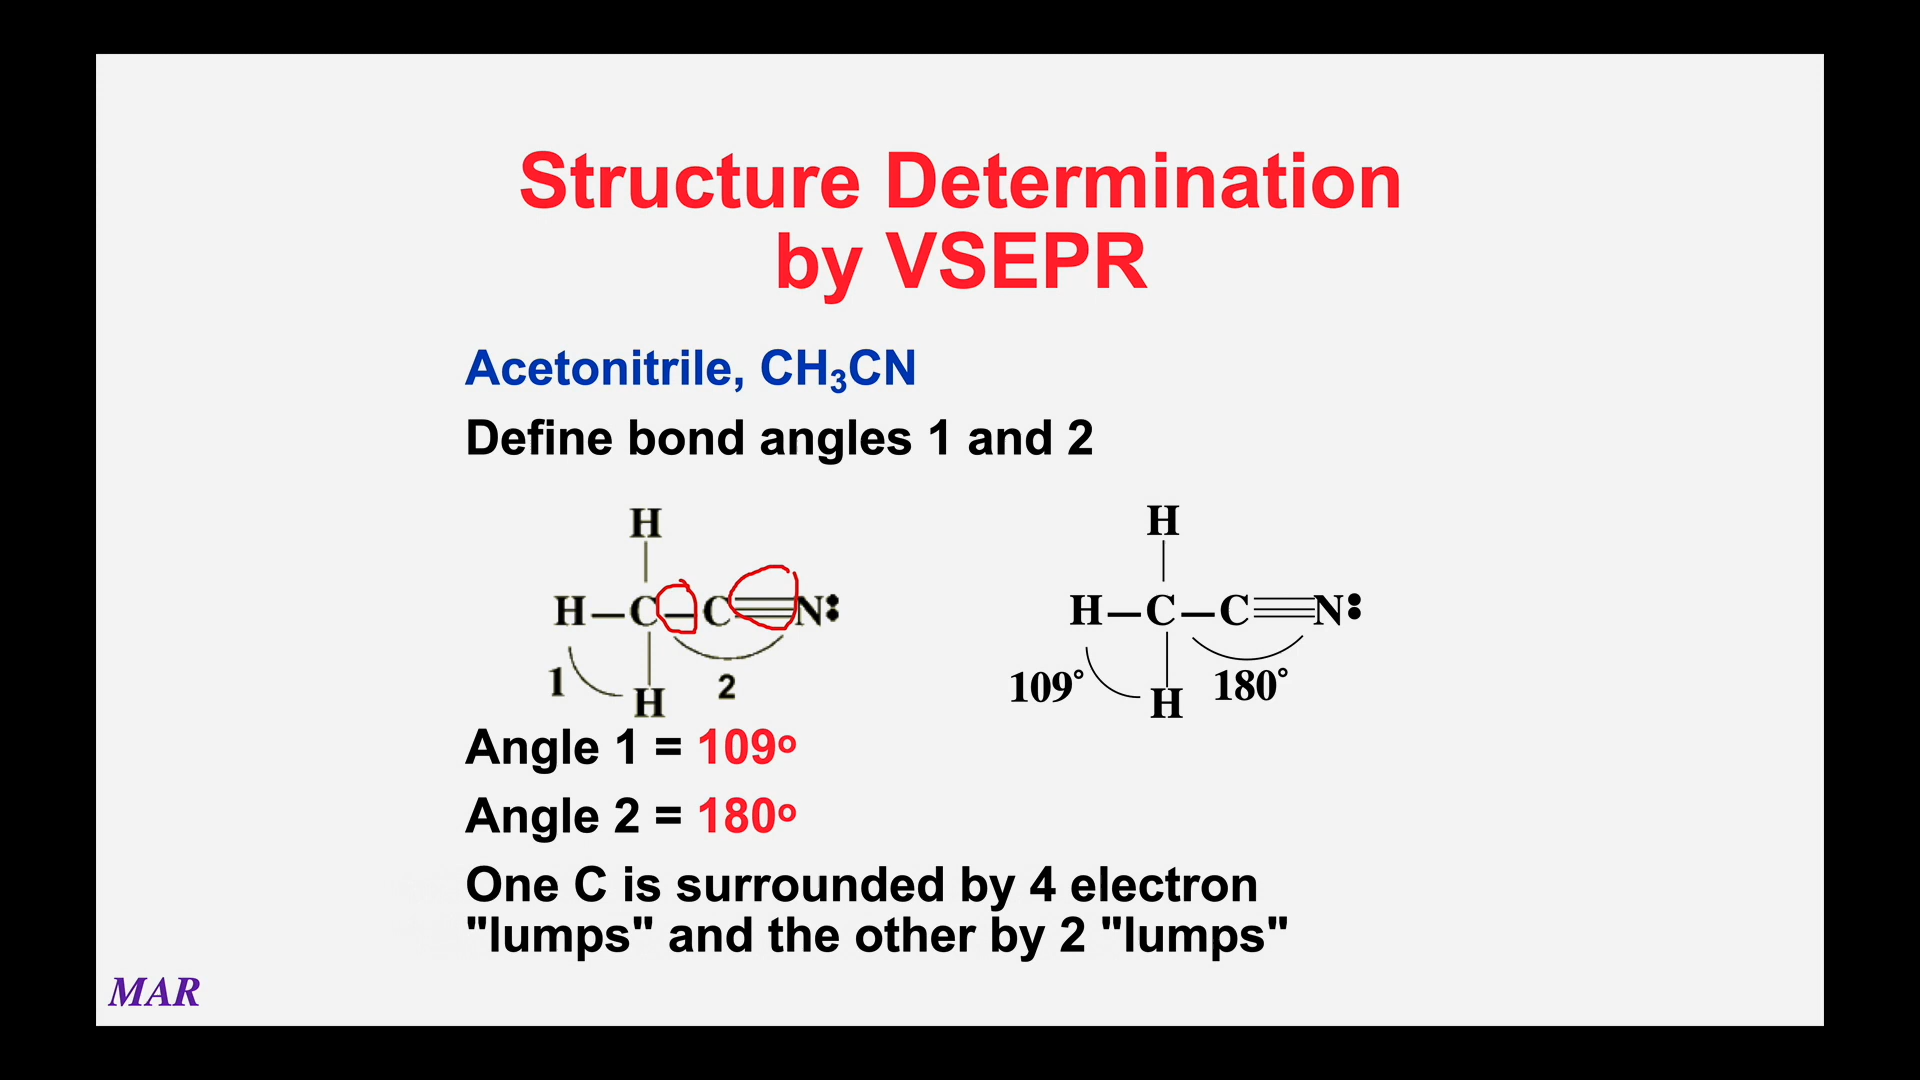 Structure Determination
by VSEPR
Acetonitrile, CH₃CN
Define bond angles 1 and 2
H H
H—C—C≡N: H—C—C≡N:
1 H 2 109° H 180°
Angle 1 = 109º
Angle 2 = 180º
One C is surrounded by 4 electron
"lumps" and the other by 2 "lumps"
MAR